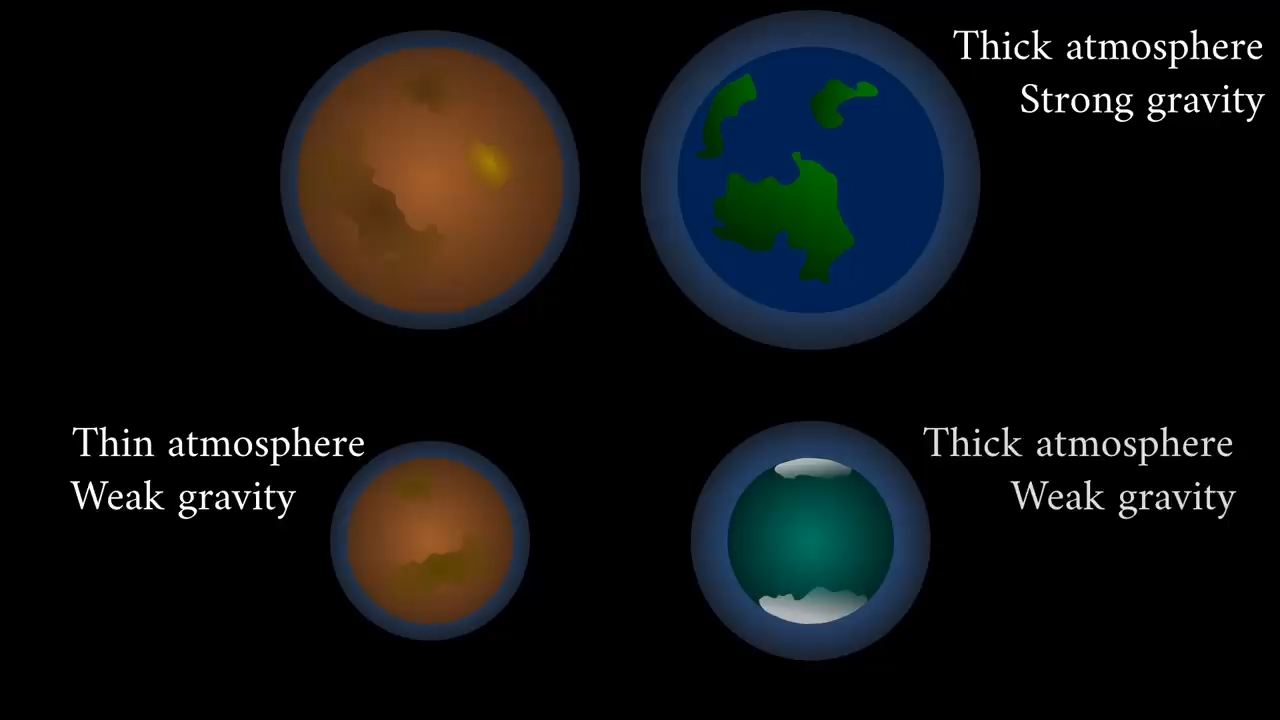 Thick atmosphere
Strong gravity
Thin atmosphere
Weak gravity
Thick atmosphere
Weak gravity